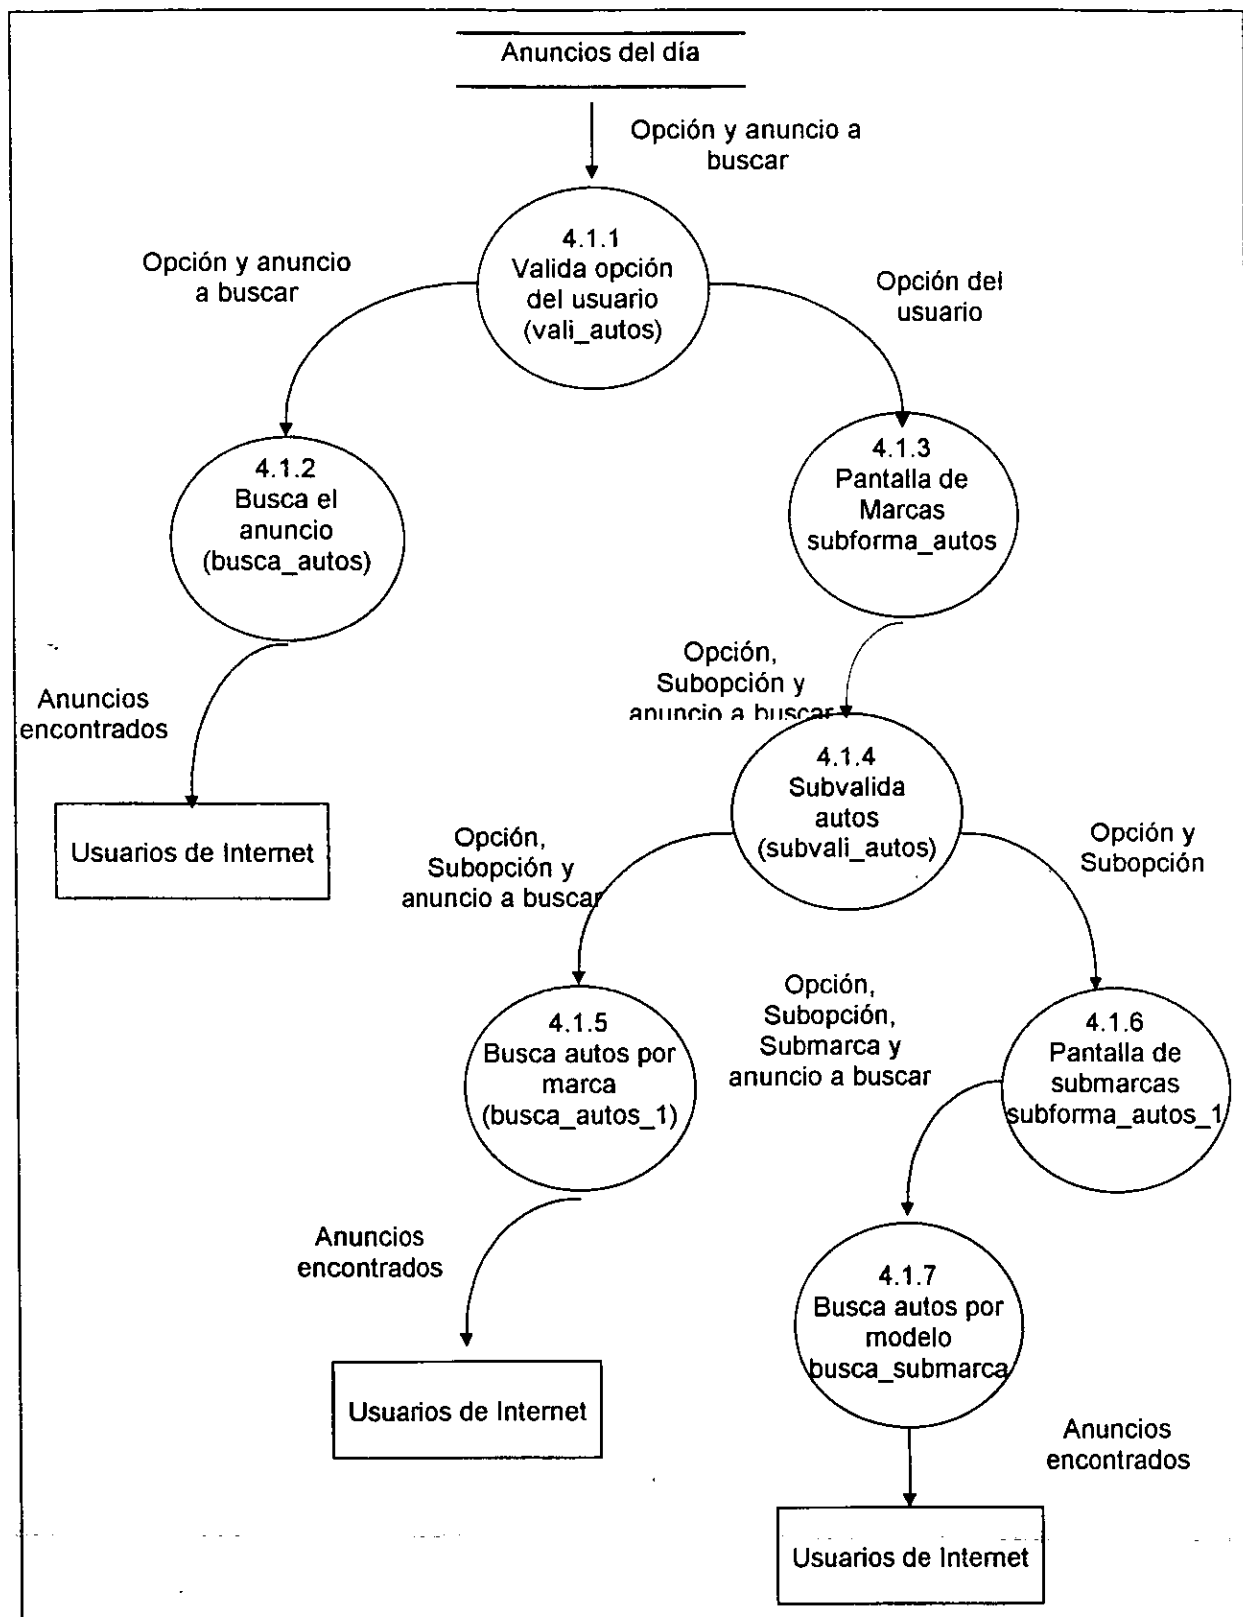 Anuncios del día
Opción y anuncio a
buscar
4.1.1
Valida opción
del usuario
(vali_autos)
Opción y anuncio
a buscar
Opción del
usuario
4.1.2
Busca el
anuncio
(busca_autos)
4.1.3
Pantalla de
Marcas
subforma_autos
Anuncios
encontrados
Opción,
Subopción y
anuncio a buscar
Usuarios de Internet
4.1.4
Subvalida
autos
(subvali_autos)
Opción,
Subopción y
anuncio a buscar
Opción y
Subopción
4.1.5
Busca autos por
marca
(busca_autos_1)
Opción,
Subopción,
Submarca y
anuncio a buscar
4.1.6
Pantalla de
submarcas
subforma_autos_1
Anuncios
encontrados
4.1.7
Busca autos por
modelo
busca_submarca
Usuarios de Internet
Anuncios
encontrados
Usuarios de Internet